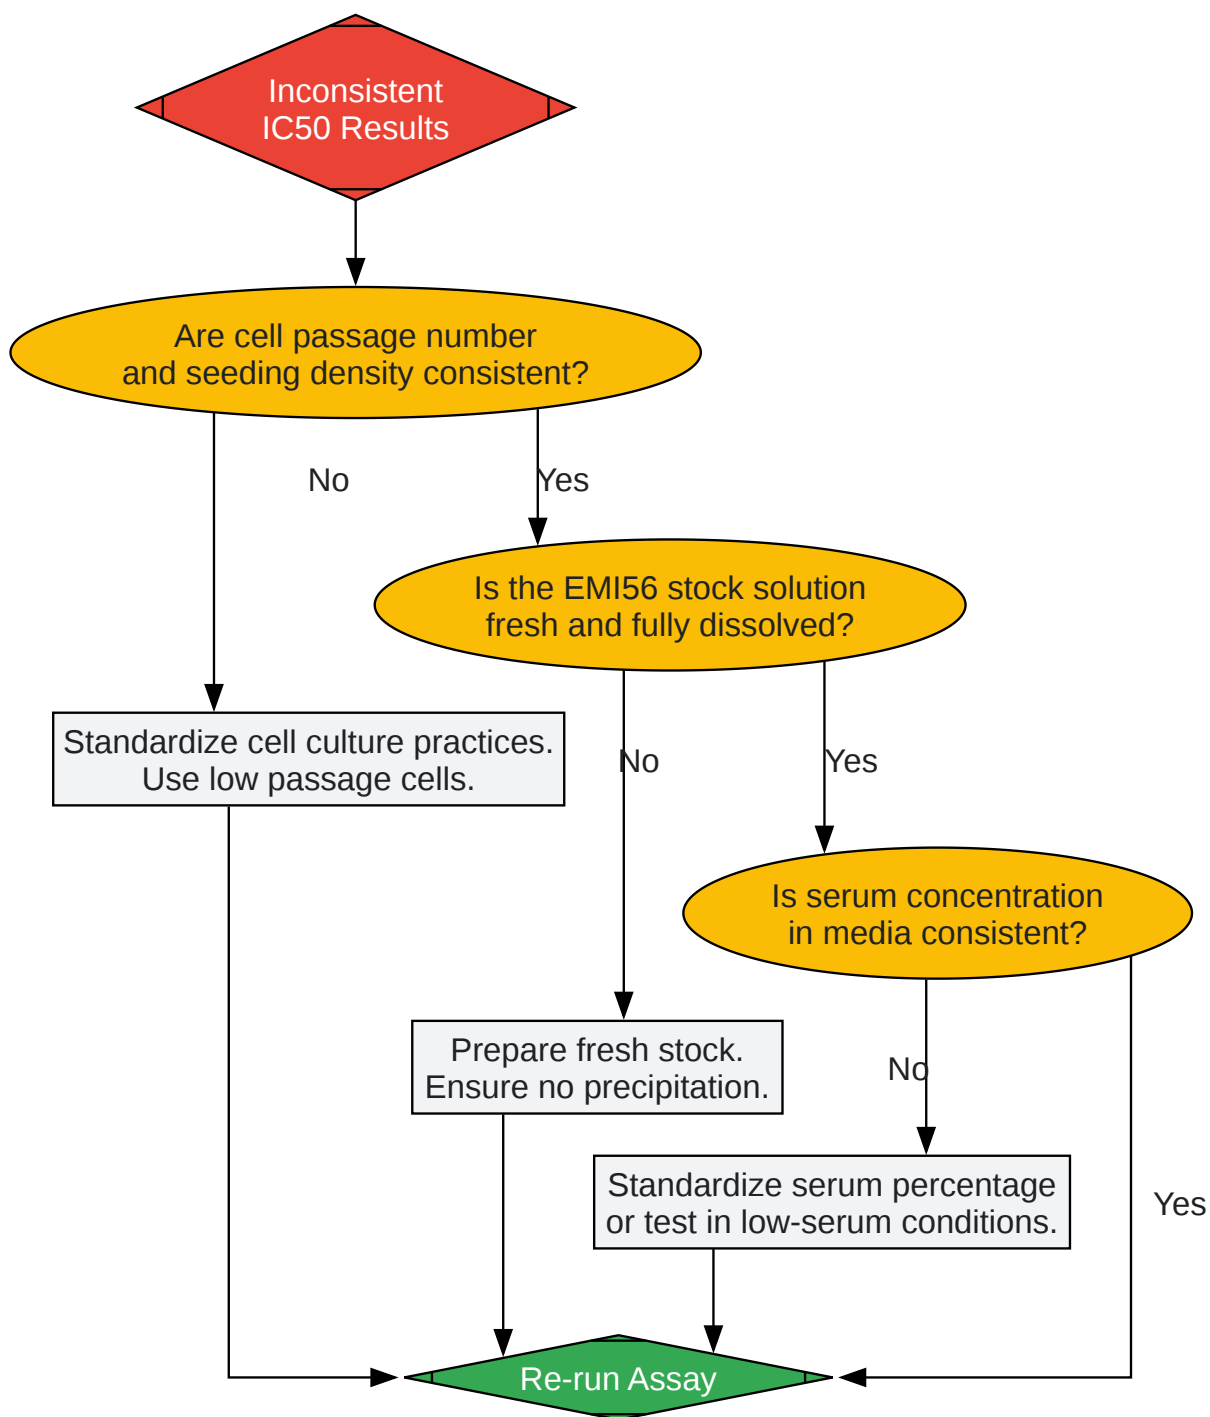 Inconsistent
IC50 Results
Are cell passage number
and seeding density consistent?
No
Yes
Is the EMI56 stock solution
fresh and fully dissolved?
Standardize cell culture practices.
Use low passage cells.
No
Yes
Is serum concentration
in media consistent?
Prepare fresh stock.
Ensure no precipitation.
No
Standardize serum percentage
or test in low-serum conditions.
Yes
Re-run Assay